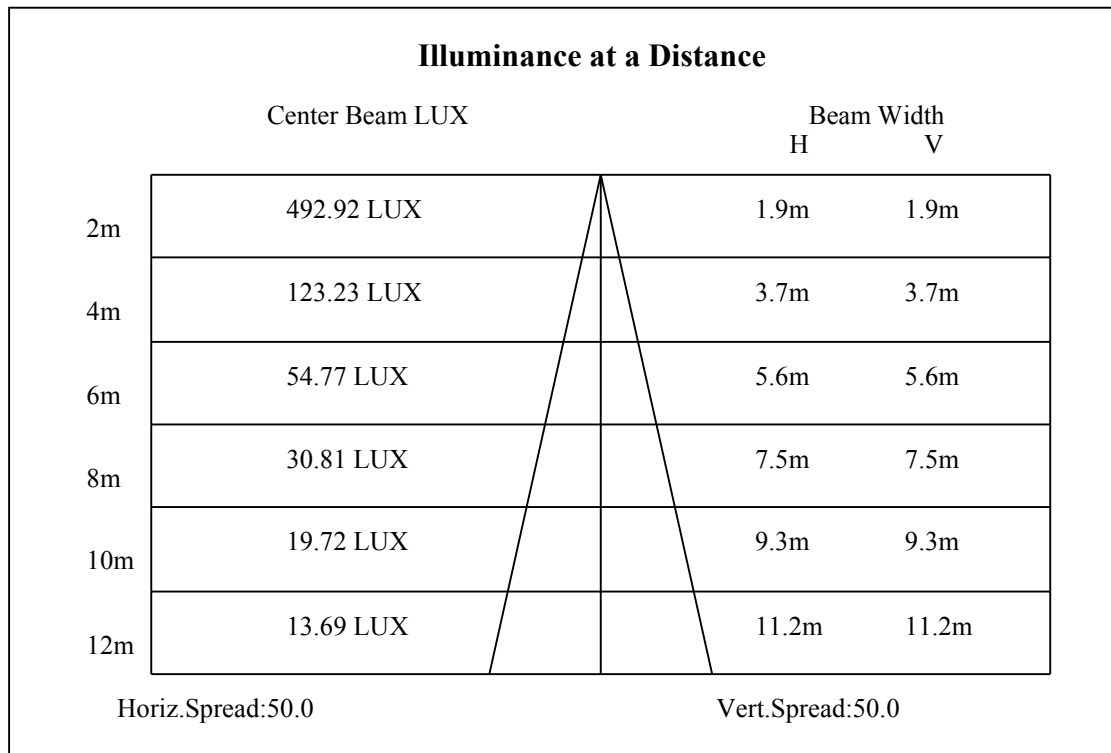 Illuminance at a Distance
Center Beam LUX Beam Width
H V
2m 492.92 LUX 1.9m 1.9m
4m 123.23 LUX 3.7m 3.7m
6m 54.77 LUX 5.6m 5.6m
8m 30.81 LUX 7.5m 7.5m
10m 19.72 LUX 9.3m 9.3m
12m 13.69 LUX 11.2m 11.2m
Horiz.Spread:50.0 Vert.Spread:50.0